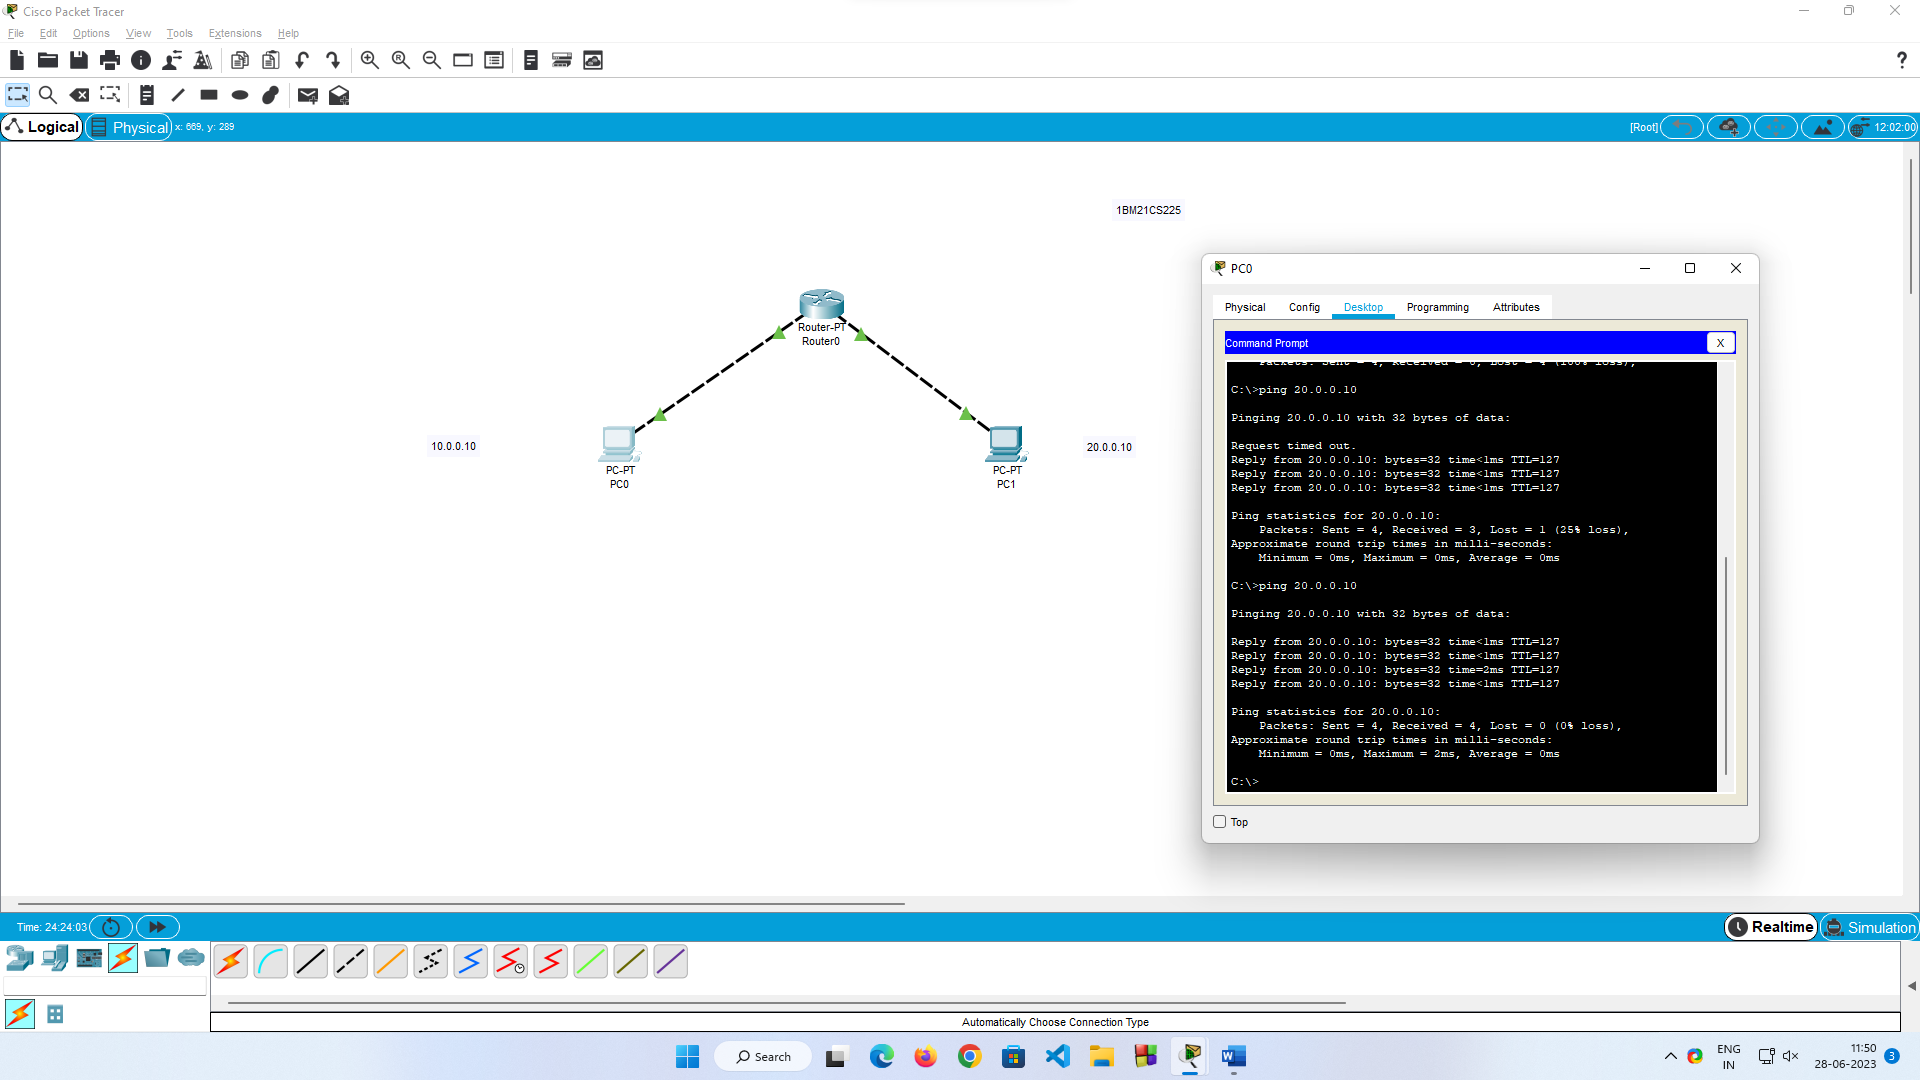 Cisco Packet Tracer
File Edit Options View Tools Extensions Help
?
Logical Physical x: 669, y: 289 [Root] 12:02:00
1BM21CS225
Router-PT
Router0
10.0.0.10
PC-PT
PC0
PC-PT
PC1
20.0.0.10
PC0
Physical Config Desktop Programming Attributes
Command Prompt X
Packets: Sent = 4, Received = 0, Lost = 4 (100% loss),
C:\>ping 20.0.0.10
Pinging 20.0.0.10 with 32 bytes of data:
Request timed out.
Reply from 20.0.0.10: bytes=32 time<1ms TTL=127
Reply from 20.0.0.10: bytes=32 time<1ms TTL=127
Reply from 20.0.0.10: bytes=32 time<1ms TTL=127
Ping statistics for 20.0.0.10:
Packets: Sent = 4, Received = 3, Lost = 1 (25% loss),
Approximate round trip times in milli-seconds:
Minimum = 0ms, Maximum = 0ms, Average = 0ms
C:\>ping 20.0.0.10
Pinging 20.0.0.10 with 32 bytes of data:
Reply from 20.0.0.10: bytes=32 time<1ms TTL=127
Reply from 20.0.0.10: bytes=32 time<1ms TTL=127
Reply from 20.0.0.10: bytes=32 time=2ms TTL=127
Reply from 20.0.0.10: bytes=32 time<1ms TTL=127
Ping statistics for 20.0.0.10:
Packets: Sent = 4, Received = 4, Lost = 0 (0% loss),
Approximate round trip times in milli-seconds:
Minimum = 0ms, Maximum = 2ms, Average = 0ms
C:\>
Top
Time: 24:24:03 Realtime Simulation
Automatically Choose Connection Type
Search
ENG
IN
11:50
28-06-2023
3